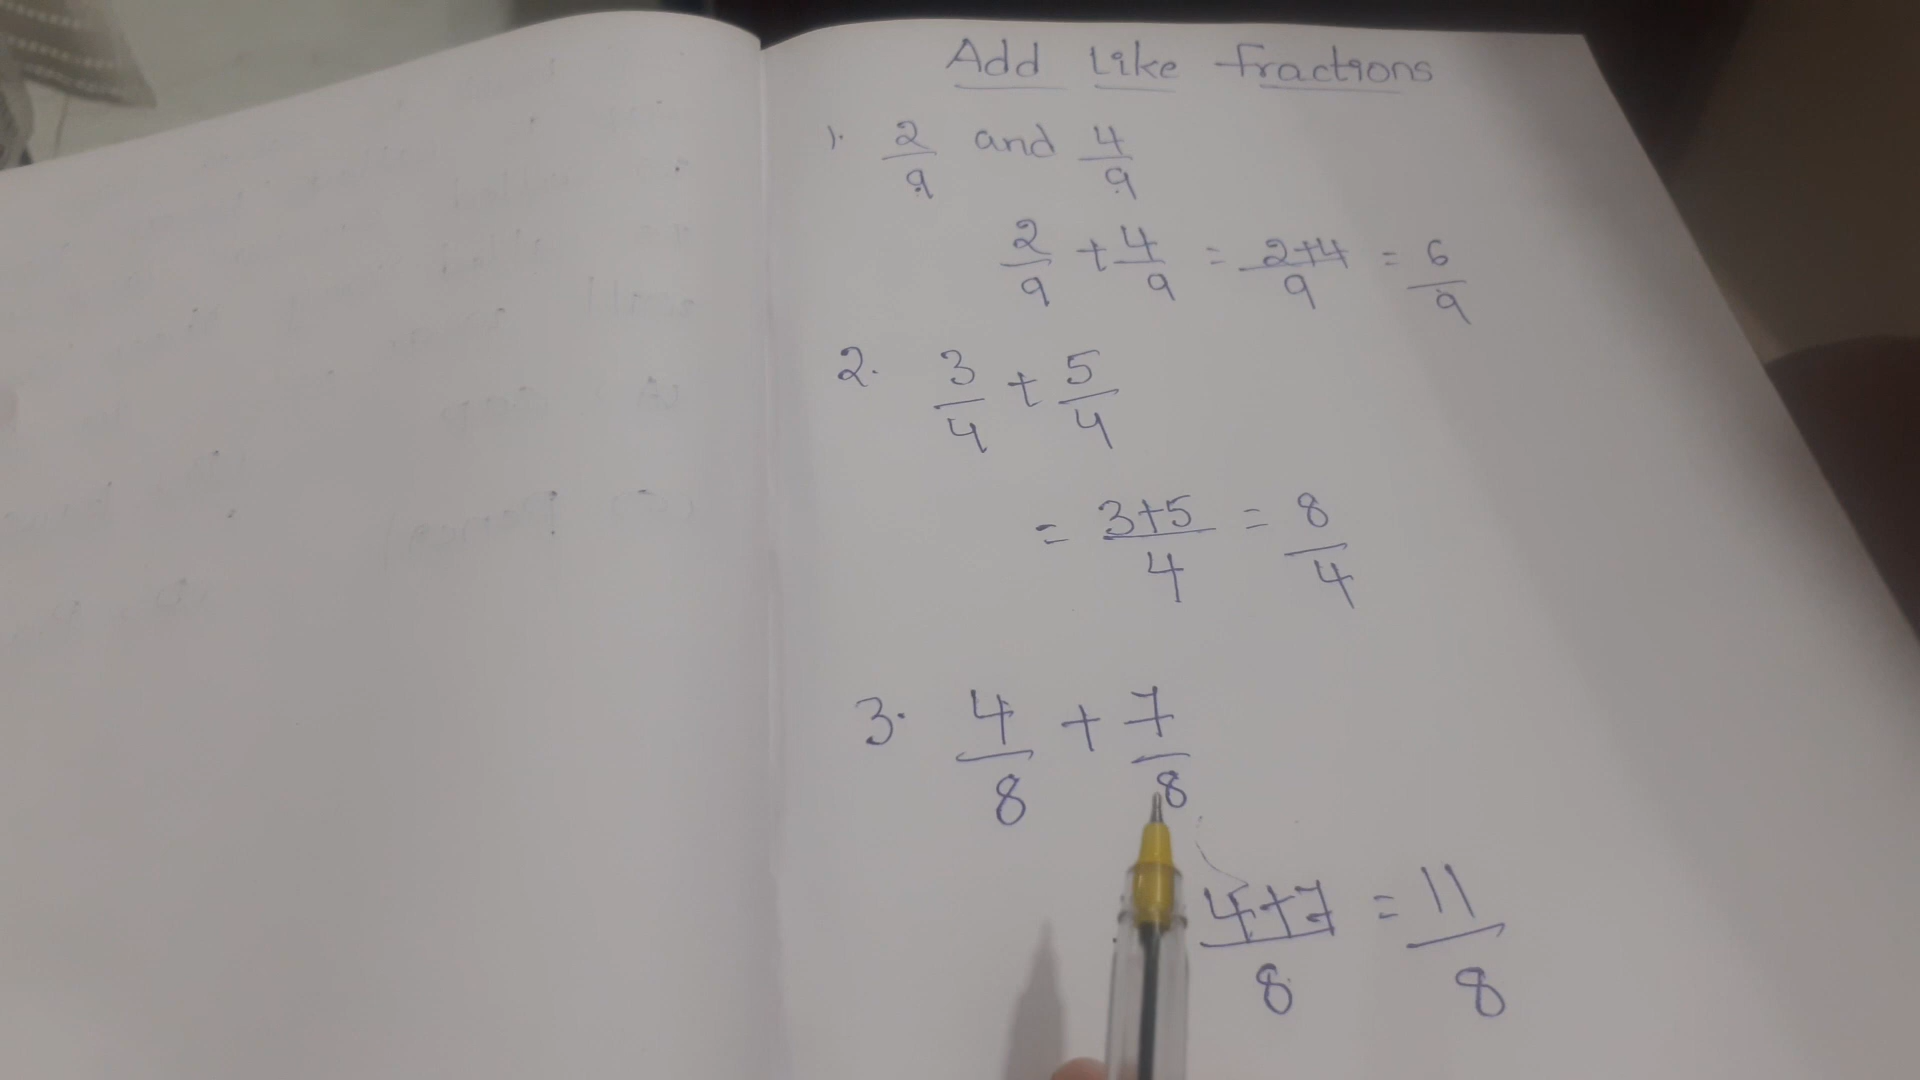 Add Like fractions
1. 2/9 and 4/9
2/9 + 4/9 = 2+4/9 = 6/9
2. 3/4 + 5/4
= 3+5/4 = 8/4
3. 4/8 + 7/8
4+7/8 = 11/8